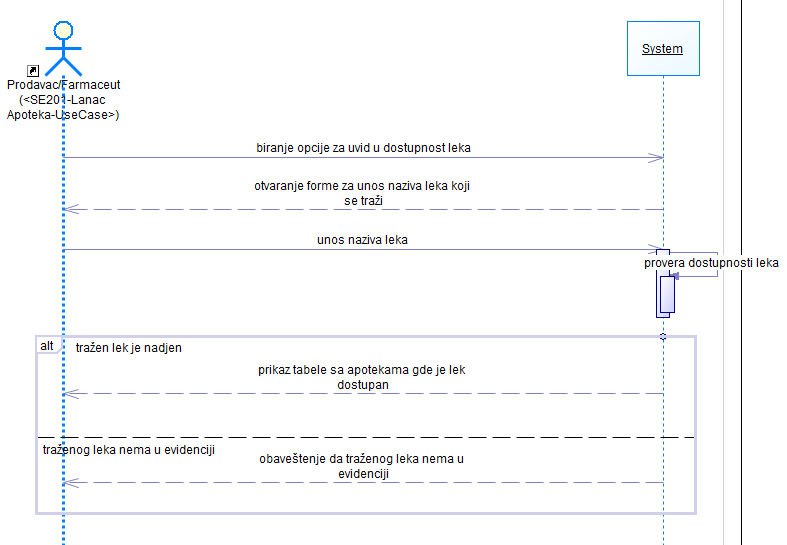 System
Prodavac/Farmaceut
(<SE201-Lanac
Apoteka-UseCase>)
biranje opcije za uvid u dostupnost leka
otvaranje forme za unos naziva leka koji
se traži
unos naziva leka
provera dostupnosti leka
alt
tražen lek je nadjen
prikaz tabele sa apotekama gde je lek
dostupan
traženog leka nema u evidenciji
obaveštenje da traženog leka nema u
evidenciji